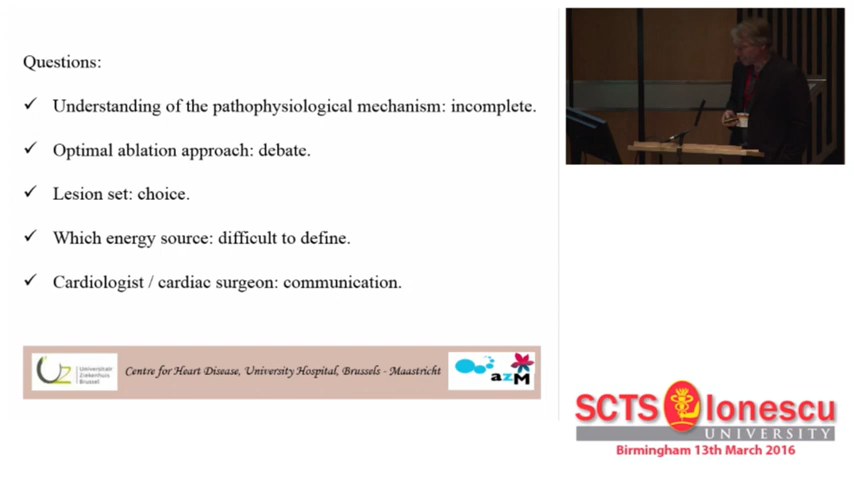 Questions:
✓ Understanding of the pathophysiological mechanism: incomplete.
✓ Optimal ablation approach: debate.
✓ Lesion set: choice.
✓ Which energy source: difficult to define.
✓ Cardiologist / cardiac surgeon: communication.
UZ Universitair
Ziekenhuis
Brussel
Centre for Heart Disease, University Hospital, Brussels - Maastricht
azM
SCTS Ionescu
UNIVERSITY
Birmingham 13th March 2016